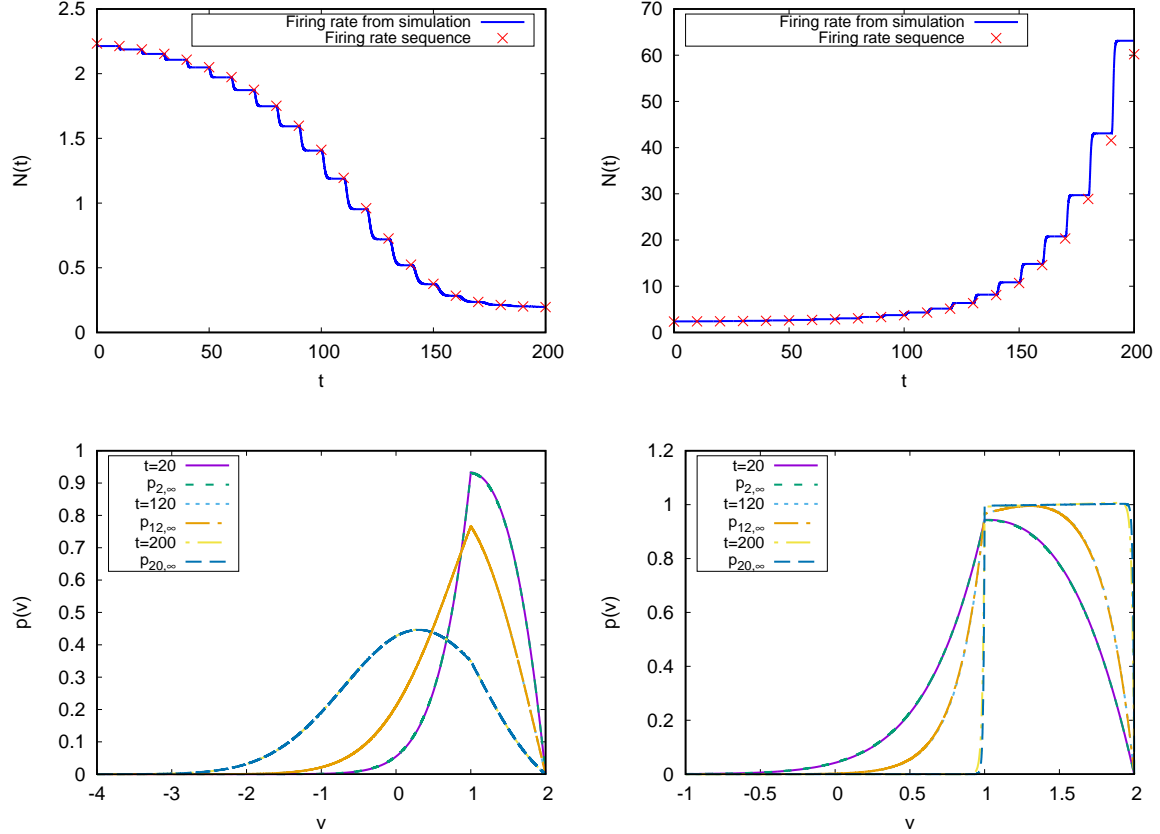 2.5
2
1.5
1
0.5
0
0
50
100
150
200
N(t)
t
Firing rate from simulation
Firing rate sequence
70
60
50
40
30
20
10
0
0
50
100
150
200
N(t)
t
Firing rate from simulation
Firing rate sequence
1
0.9
0.8
0.7
0.6
0.5
0.4
0.3
0.2
0.1
0
-4
-3
-2
-1
0
1
2
p(v)
v
t=20
p2,∞
t=120
p12,∞
t=200
p20,∞
1.2
1
0.8
0.6
0.4
0.2
0
-1
-0.5
0
0.5
1
1.5
2
p(v)
v
t=20
p2,∞
t=120
p12,∞
t=200
p20,∞